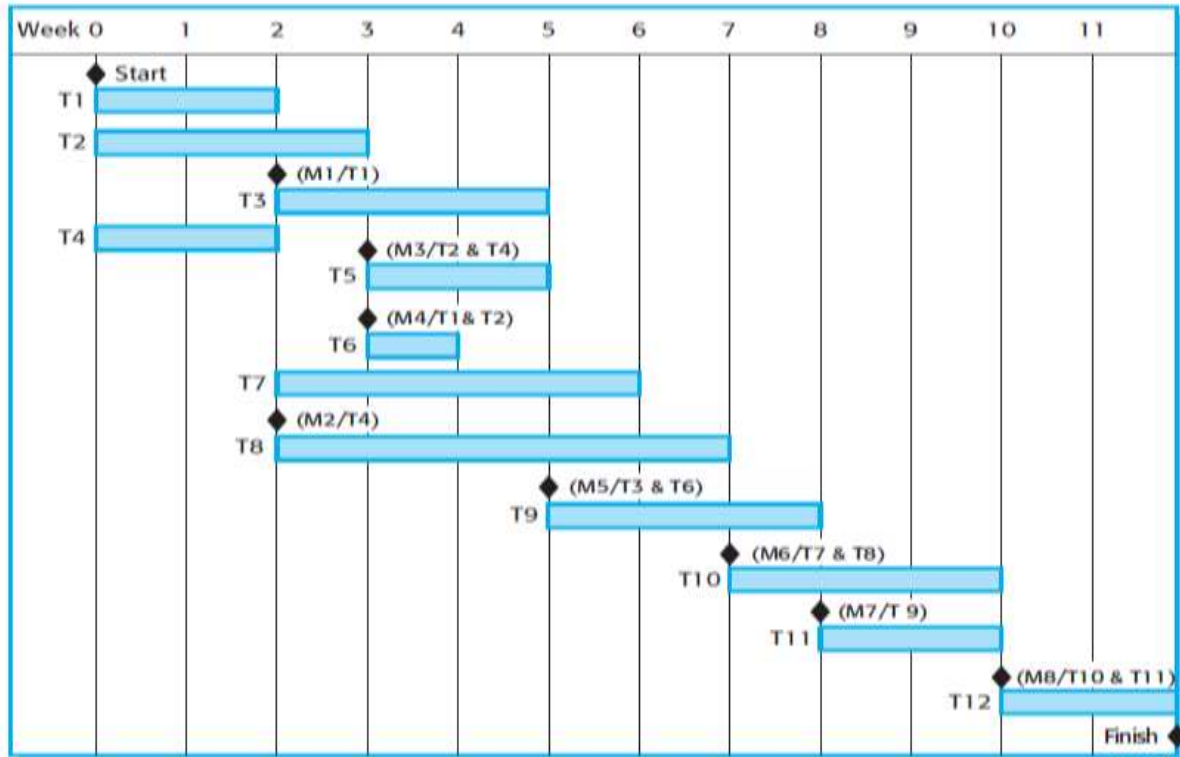 Week 0 1 2 3 4 5 6 7 8 9 10 11
Start
T1
T2
(M1/T1)
T3
T4
(M3/T2 & T4)
T5
(M4/T1& T2)
T6
T7
(M2/T4)
T8
(M5/T3 & T6)
T9
(M6/T7 & T8)
T10
(M7/T 9)
T11
(M8/T10 & T11)
T12
Finish